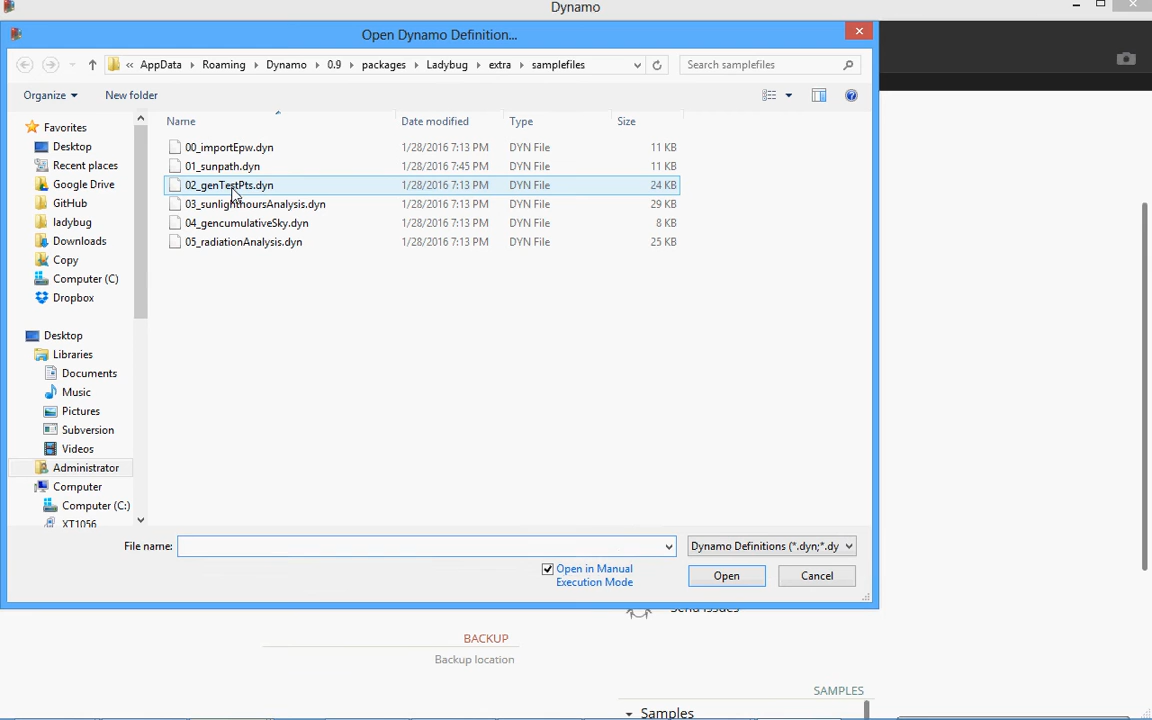 Dynamo
Open Dynamo Definition...
« AppData Roaming Dynamo 0.9 packages Ladybug extra samplefiles
Search samplefiles
Organize New folder
Name Date modified Type Size
00_importEpw.dyn 1/28/2016 7:13 PM DYN File 11 KB
01_sunpath.dyn 1/28/2016 7:45 PM DYN File 11 KB
02_genTestPts.dyn 1/28/2016 7:13 PM DYN File 24 KB
03_sunlighthoursAnalysis.dyn 1/28/2016 7:13 PM DYN File 29 KB
04_gencumulativeSky.dyn 1/28/2016 7:13 PM DYN File 8 KB
05_radiationAnalysis.dyn 1/28/2016 7:13 PM DYN File 25 KB
Favorites
Desktop
Recent places
Google Drive
GitHub
ladybug
Downloads
Copy
Computer (C)
Dropbox
Desktop
Libraries
Documents
Music
Pictures
Subversion
Videos
Administrator
Computer
Computer (C:)
XT1056
File name:
Dynamo Definitions (*.dyn;*.dy
Open in Manual
Execution Mode
Open
Cancel
Send issues
BACKUP
Backup location
SAMPLES
Samples